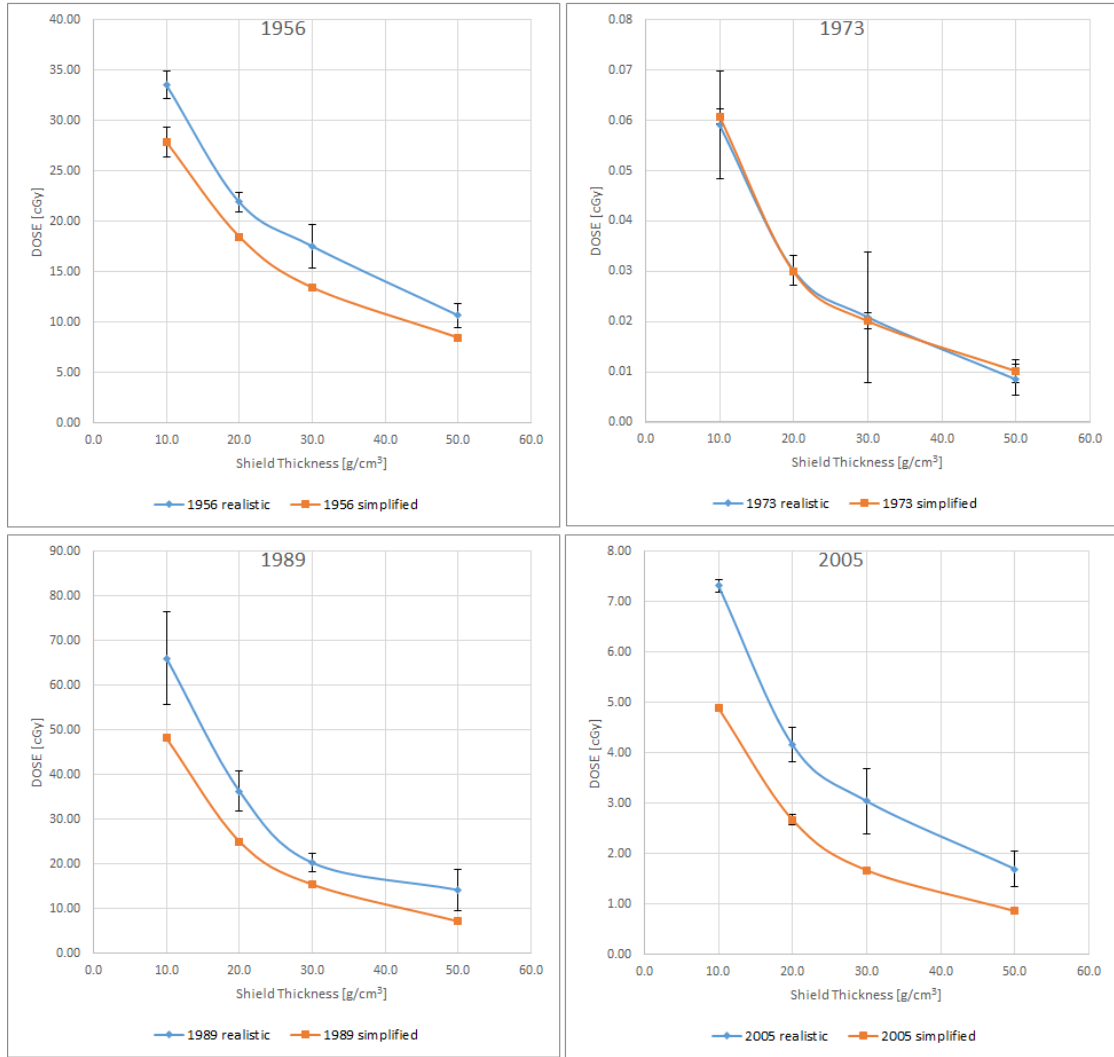 1956
40.00
35.00
30.00
25.00
20.00
15.00
10.00
5.00
0.00
DOSE [cGy]
0.0 10.0 20.0 30.0 40.0 50.0 60.0
Shield Thickness [g/cm³]
1956 realistic 1956 simplified
1973
0.08
0.07
0.06
0.05
0.04
0.03
0.02
0.01
0.00
DOSE [cGy]
0.0 10.0 20.0 30.0 40.0 50.0 60.0
Shield Thickness [g/cm³]
1973 realistic 1973 simplified
1989
90.00
80.00
70.00
60.00
50.00
40.00
30.00
20.00
10.00
0.00
DOSE [cGy]
0.0 10.0 20.0 30.0 40.0 50.0 60.0
Shield Thickness [g/cm³]
1989 realistic 1989 simplified
2005
8.00
7.00
6.00
5.00
4.00
3.00
2.00
1.00
0.00
DOSE [cGy]
0.0 10.0 20.0 30.0 40.0 50.0 60.0
Shield Thickness [g/cm³]
2005 realistic 2005 simplified